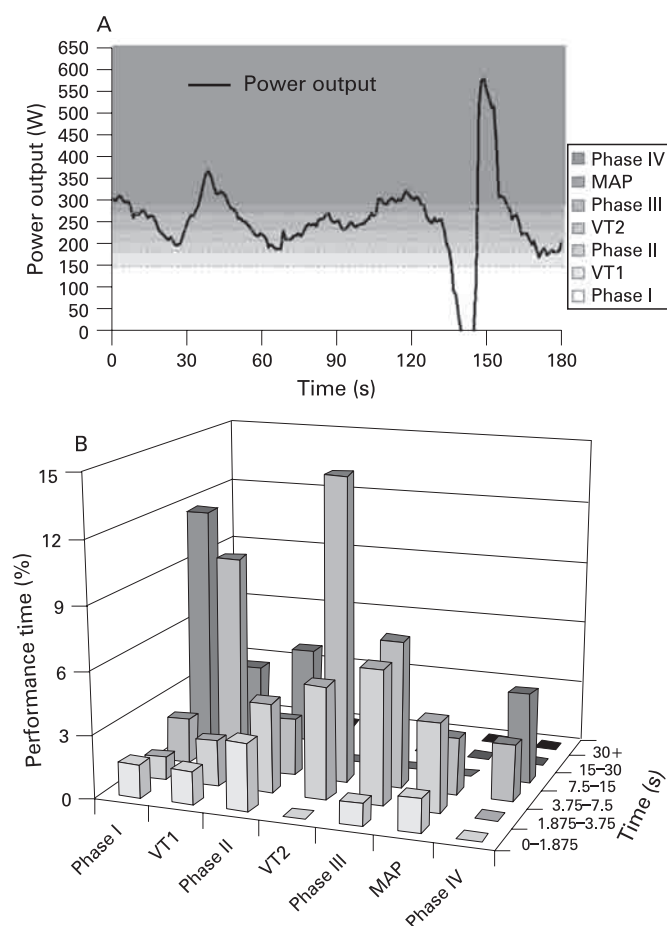 A
650
600
550
500
450
400
350
300
250
200
150
100
50
0
Power output (W)
Power output
0 30 60 90 120 150 180
Time (s)
Phase IV
MAP
Phase III
VT2
Phase II
VT1
Phase I
B
15
12
9
6
3
0
Performance time (%)
Phase I
VT1
Phase II
VT2
Phase III
MAP
Phase IV
30+
15–30
7.5–15
3.75–7.5
1.875–3.75
0–1.875
Time (s)